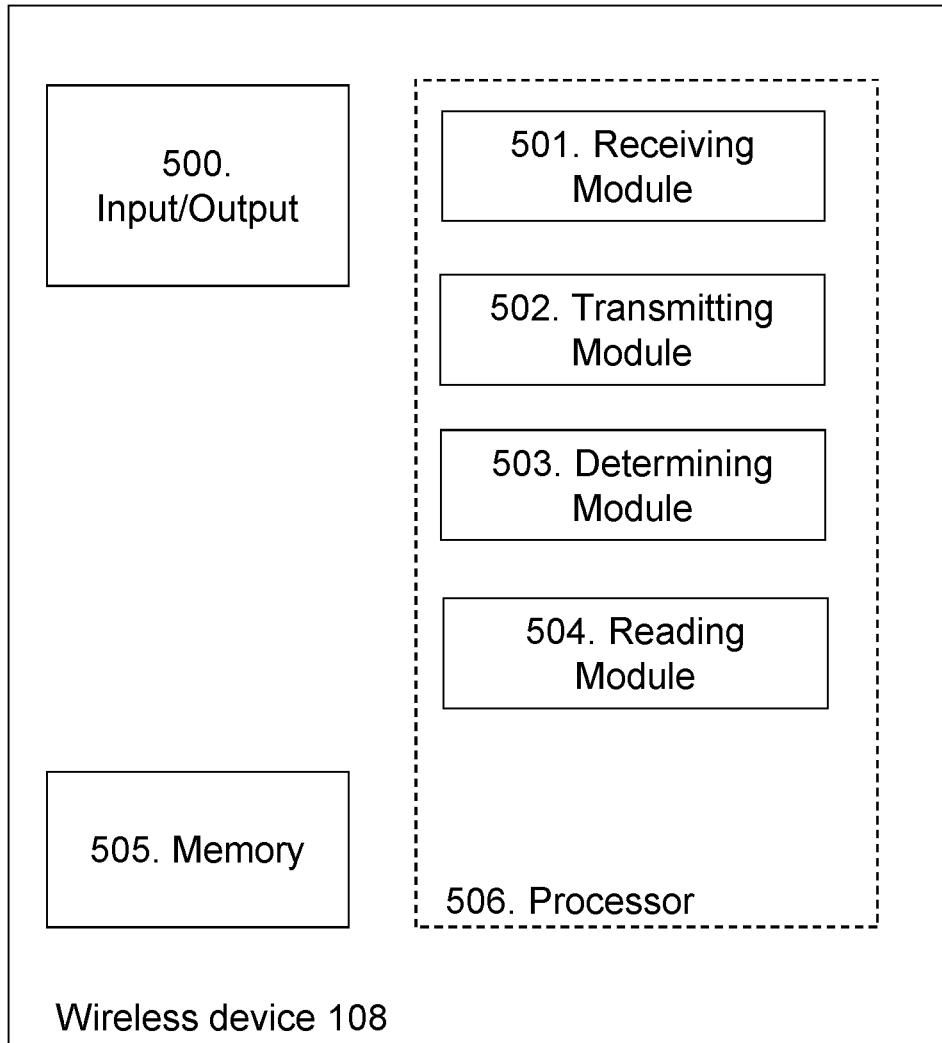 500.
Input/Output
501. Receiving
Module
502. Transmitting
Module
503. Determining
Module
504. Reading
Module
505. Memory
506. Processor
Wireless device 108